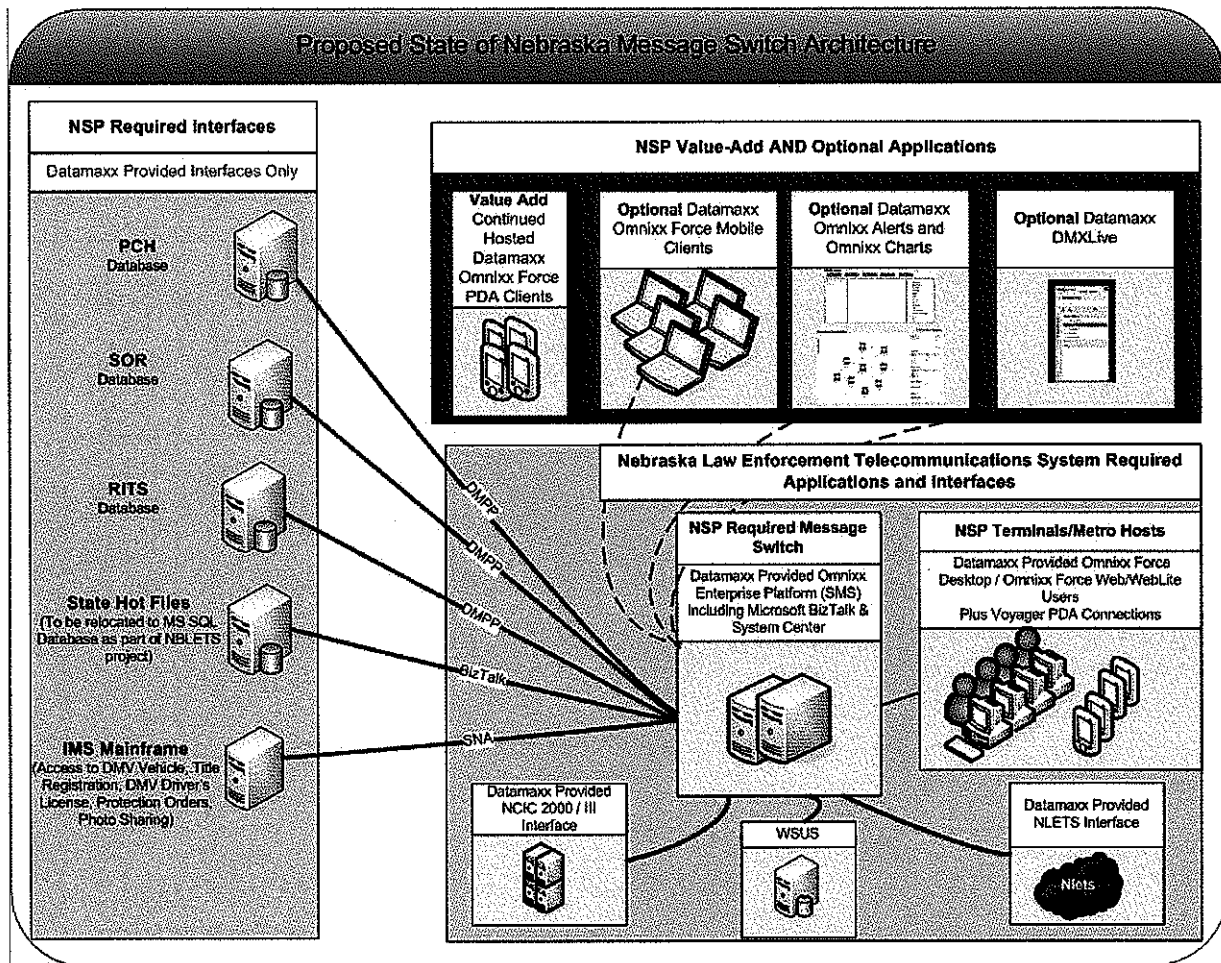 Proposed State of Nebraska Message Switch Architecture
NSP Required Interfaces
Datamaxx Provided Interfaces Only
PCH
Database
SOR
Database
RITS
Database
State Hot Files
(To be relocated to MS SQL
Database as part of NBLETS
project)
IMS Mainframe
(Access to DMV Vehicle, Title
Registration, DMV Driver's
License, Protection Orders,
Photo Sharing)
DMPP
DMPP
DMPP
BizTalk
SNA
NSP Value-Add AND Optional Applications
Value Add
Continued
Hosted
Datamaxx
Omnixx Force
PDA Clients
Optional Datamaxx
Omnixx Force Mobile
Clients
Optional Datamaxx
Omnixx Alerts and
Omnixx Charts
Optional Datamaxx
DMXLive
Nebraska Law Enforcement Telecommunications System Required
Applications and Interfaces
NSP Required Message
Switch
Datamaxx Provided Omnixx
Enterprise Platform (SMS)
Including Microsoft BizTalk &
System Center
NSP Terminals/Metro Hosts
Datamaxx Provided Omnixx Force
Desktop / Omnixx Force Web/WebLite
Users
Plus Voyager PDA Connections
Datamaxx Provided
NCIC 2000 / III
Interface
WSUS
Datamaxx Provided
NLETS Interface
Nlets